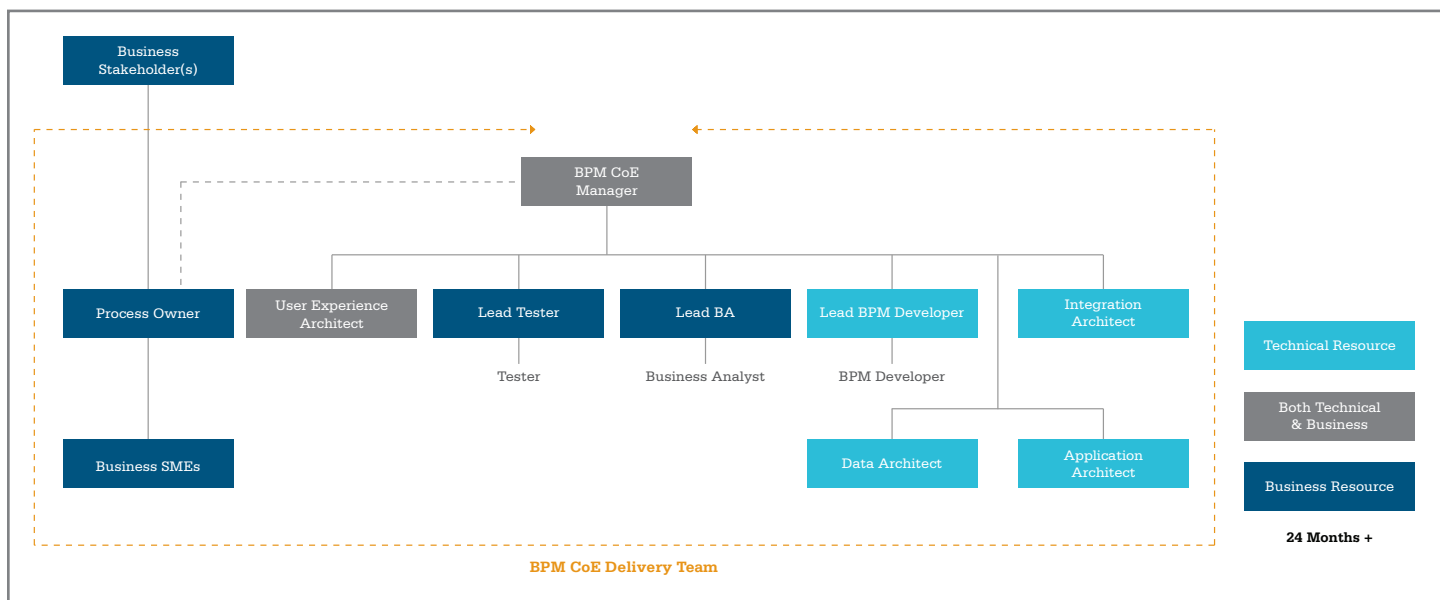 Business
Stakeholder(s)
BPM CoE
Manager
Process Owner
User Experience
Architect
Lead Tester
Lead BA
Lead BPM Developer
Integration
Architect
Tester
Business Analyst
BPM Developer
Business SMEs
Data Architect
Application
Architect
Technical Resource
Both Technical
& Business
Business Resource
24 Months +
BPM CoE Delivery Team